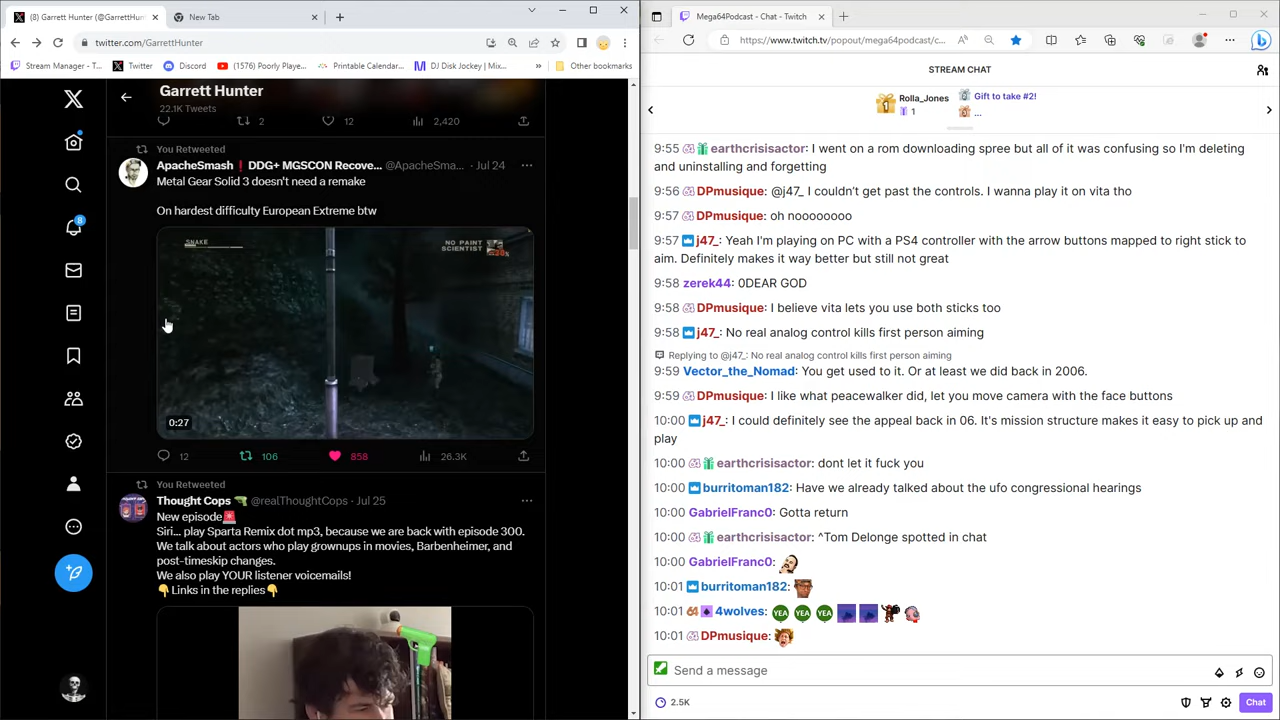 (8) Garrett Hunter (@GarrettHun
New Tab
twitter.com/GarrettHunter
Stream Manager - T...
Twitter
Discord
(1576) Poorly Playe...
Printable Calendar...
DJ Disk Jockey | Mix...
Other bookmarks
Garrett Hunter
22.1K Tweets
2
12
2,420
You Retweeted
ApacheSmash❗DDG+ MGSCON Recove... @ApacheSma... · Jul 24
Metal Gear Solid 3 doesn't need a remake
On hardest difficulty European Extreme btw
SNAKE
NO PAINT
SCIENTIST
0:27
12
106
858
26.3K
You Retweeted
Thought Cops @realThoughtCops · Jul 25
New episode🚨
Siri... play Sparta Remix dot mp3, because we are back with episode 300.
We talk about actors who play grownups in movies, Barbenheimer, and
post-timeskip changes.
We also play YOUR listener voicemails!
👇Links in the replies👇
8
Mega64Podcast - Chat - Twitch
https://www.twitch.tv/popout/mega64podcast/c...
STREAM CHAT
Rolla_Jones
1
Gift to take #2!
...
9:55 earthcrisisactor: I went on a rom downloading spree but all of it was confusing so I'm deleting
and uninstalling and forgetting
9:56 DPmusique: @j47_ I couldn't get past the controls. I wanna play it on vita tho
9:57 DPmusique: oh noooooooo
9:57 j47_: Yeah I'm playing on PC with a PS4 controller with the arrow buttons mapped to right stick to
aim. Definitely makes it way better but still not great
9:58 zerek44: 0DEAR GOD
9:58 DPmusique: I believe vita lets you use both sticks too
9:58 j47_: No real analog control kills first person aiming
Replying to @j47_: No real analog control kills first person aiming
9:59 Vector_the_Nomad: You get used to it. Or at least we did back in 2006.
9:59 DPmusique: I like what peacewalker did, let you move camera with the face buttons
10:00 j47_: I could definitely see the appeal back in 06. It's mission structure makes it easy to pick up and
play
10:00 earthcrisisactor: dont let it fuck you
10:00 burritoman182: Have we already talked about the ufo congressional hearings
10:00 GabrielFranc0: Gotta return
10:00 earthcrisisactor: ^Tom Delonge spotted in chat
10:00 GabrielFranc0:
10:01 burritoman182:
10:01 64 4wolves: YEA YEA YEA
10:01 DPmusique:
Send a message
2.5K
Chat